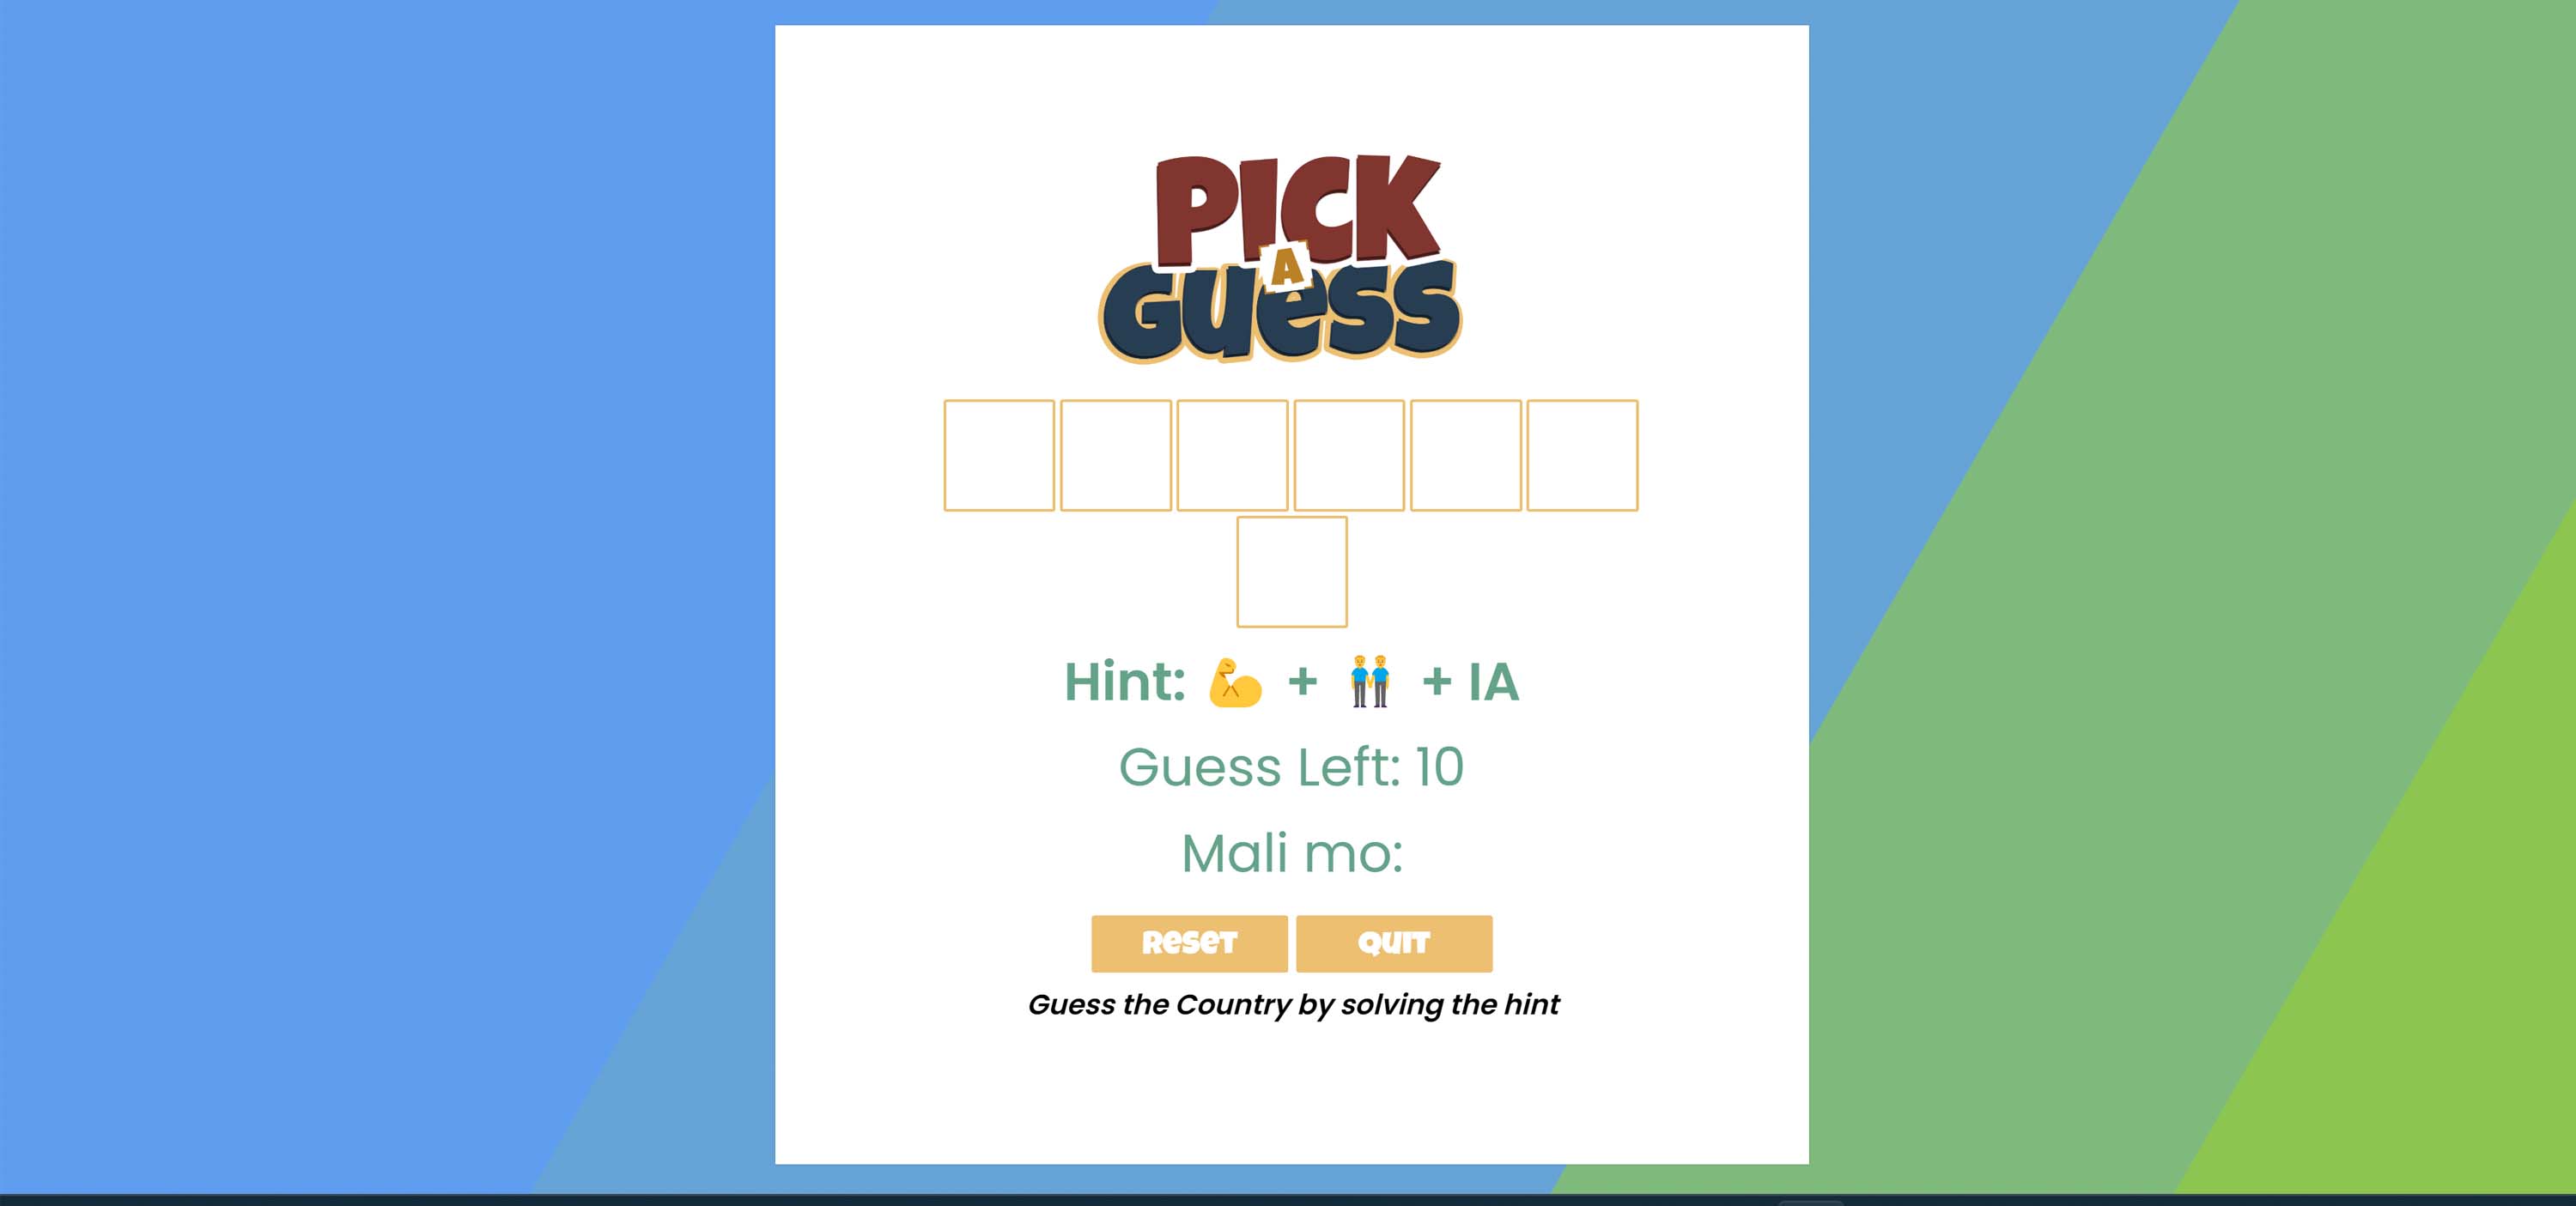 PICK
A
GUeSS
Hint: 💪 + 👬 + IA
Guess Left: 10
Mali mo:
ReSeT
QUIT
Guess the Country by solving the hint